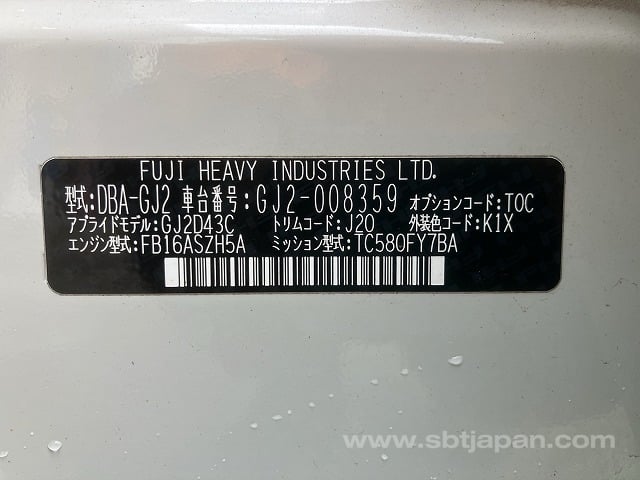 FUJI HEAVY INDUSTRIES LTD.
型式:DBA-GJ2 車台番号:GJ2-008359 オプションコード:TOC
アプライドモデル:GJ2D43C トリムコード:J20 外装色コード:K1X
エンジン型式:FB16ASZH5A ミッション型式:TC580FY7BA
www.sbtjapan.com